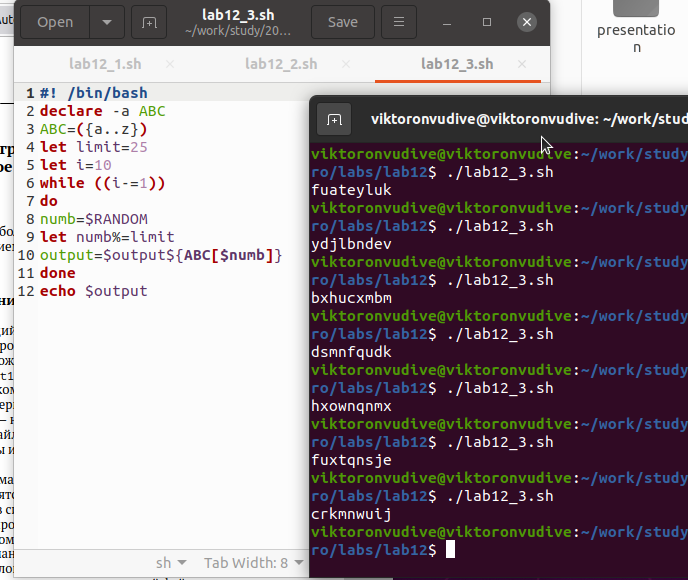 Aut
Open
lab12_3.sh
~/work/study/20...
Save
presentatio
n
lab12_1.sh
lab12_2.sh
lab12_3.sh
1 #! /bin/bash
2 declare -a ABC
3 ABC=({a..z})
4 let limit=25
5 let i=10
6 while ((i-=1))
7 do
8 numb=$RANDOM
9 let numb%=limit
10 output=$output${ABC[$numb]}
11 done
12 echo $output
sh
Tab Width: 8
viktoronvudive@viktoronvudive: ~/work/stud
viktoronvudive@viktoronvudive:~/work/study
ro/labs/lab12$ ./lab12_3.sh
fuateyluk
viktoronvudive@viktoronvudive:~/work/study
ro/labs/lab12$ ./lab12_3.sh
ydjlbndev
viktoronvudive@viktoronvudive:~/work/study
ro/labs/lab12$ ./lab12_3.sh
bxhucxmbm
viktoronvudive@viktoronvudive:~/work/study
ro/labs/lab12$ ./lab12_3.sh
dsmnfqudk
viktoronvudive@viktoronvudive:~/work/study
ro/labs/lab12$ ./lab12_3.sh
hxownqnmx
viktoronvudive@viktoronvudive:~/work/study
ro/labs/lab12$ ./lab12_3.sh
fuxtqnsje
viktoronvudive@viktoronvudive:~/work/study
ro/labs/lab12$ ./lab12_3.sh
crkmnwuij
viktoronvudive@viktoronvudive:~/work/study
ro/labs/lab12$